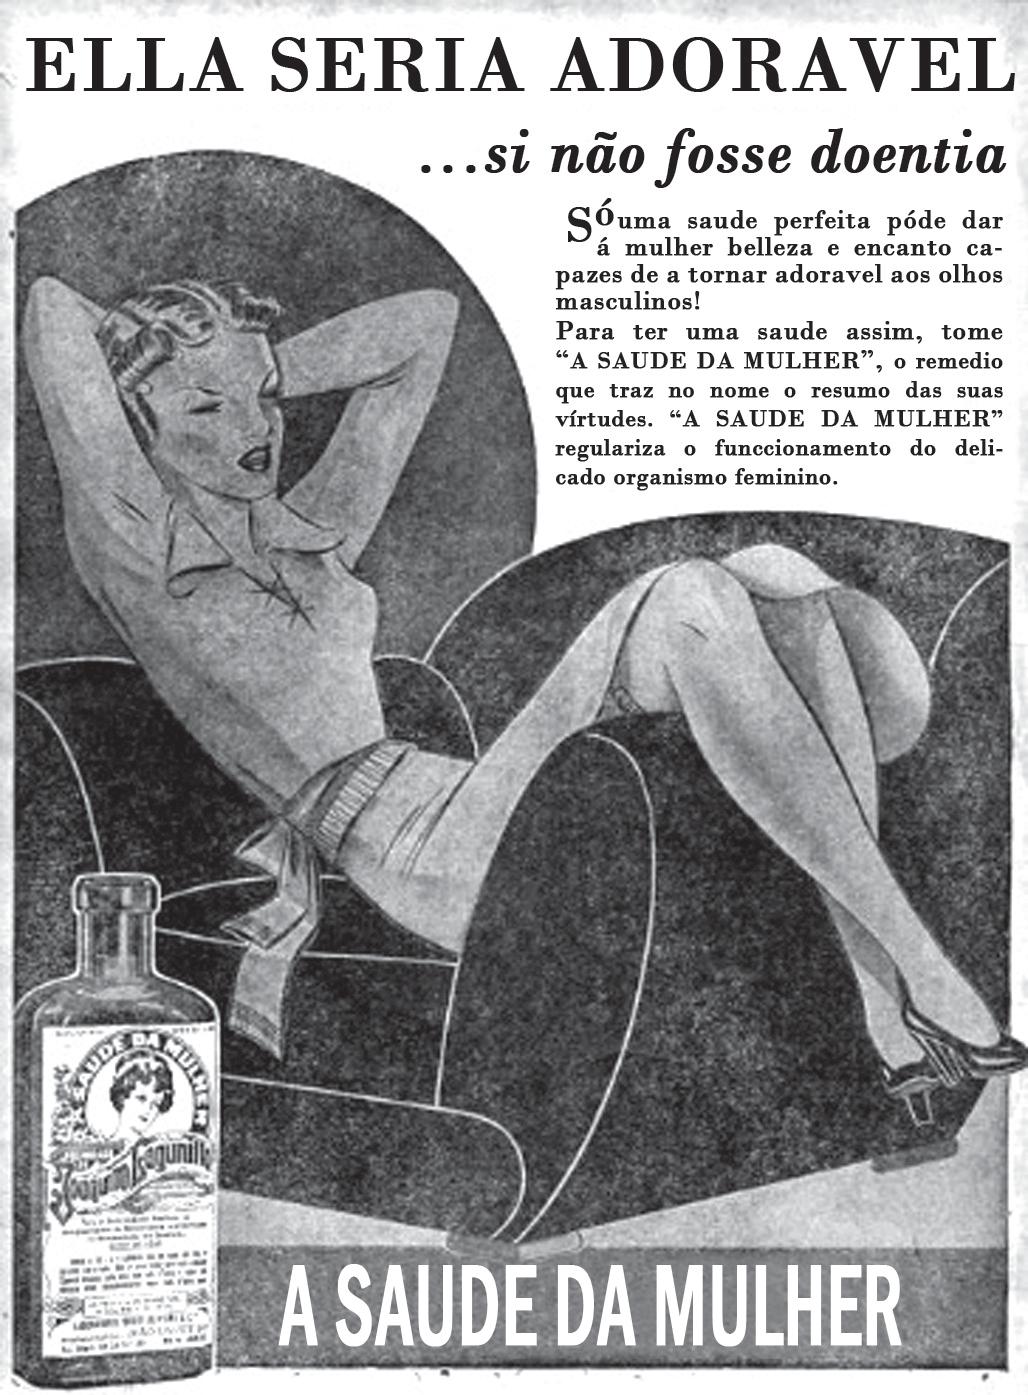 ELLA SERIA ADORAVEL
...si não fosse doentia
Só uma saude perfeita póde dar
á mulher belleza e encanto ca-
pazes de a tornar adoravel aos olhos
masculinos!
Para ter uma saude assim, tome
“A SAUDE DA MULHER”, o remedio
que traz no nome o resumo das suas
vírtudes. “A SAUDE DA MULHER”
regulariza o funccionamento do deli-
cado organismo feminino.
A SAUDE DA MULHER
A SAUDE DA MULHER